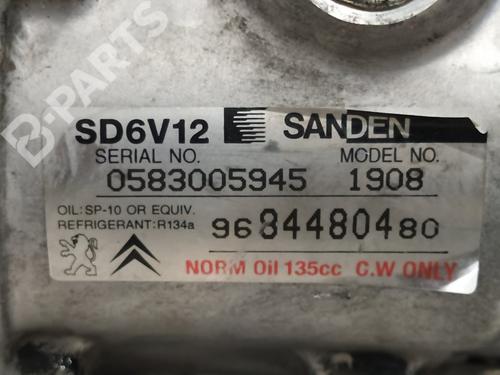 B-PARTS
SD6V12 SANDEN
SERIAL NO. MODEL NO.
0583005945 1908
OIL:SP-10 OR EQUIV.
REFRIGERANT:R134a
9684480480
NORM Oil 135cc C.W ONLY